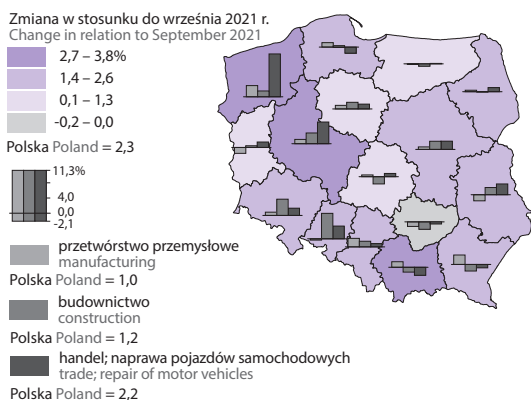 Zmiana w stosunku do września 2021 r.
Change in relation to September 2021
2,7 – 3,8%
1,4 – 2,6
0,1 – 1,3
-0,2 – 0,0
Polska Poland = 2,3
11,3%
4,0
0,0
-2,1
przetwórstwo przemysłowe
manufacturing
Polska Poland = 1,0
budownictwo
construction
Polska Poland = 1,2
handel; naprawa pojazdów samochodowych
trade; repair of motor vehicles
Polska Poland = 2,2